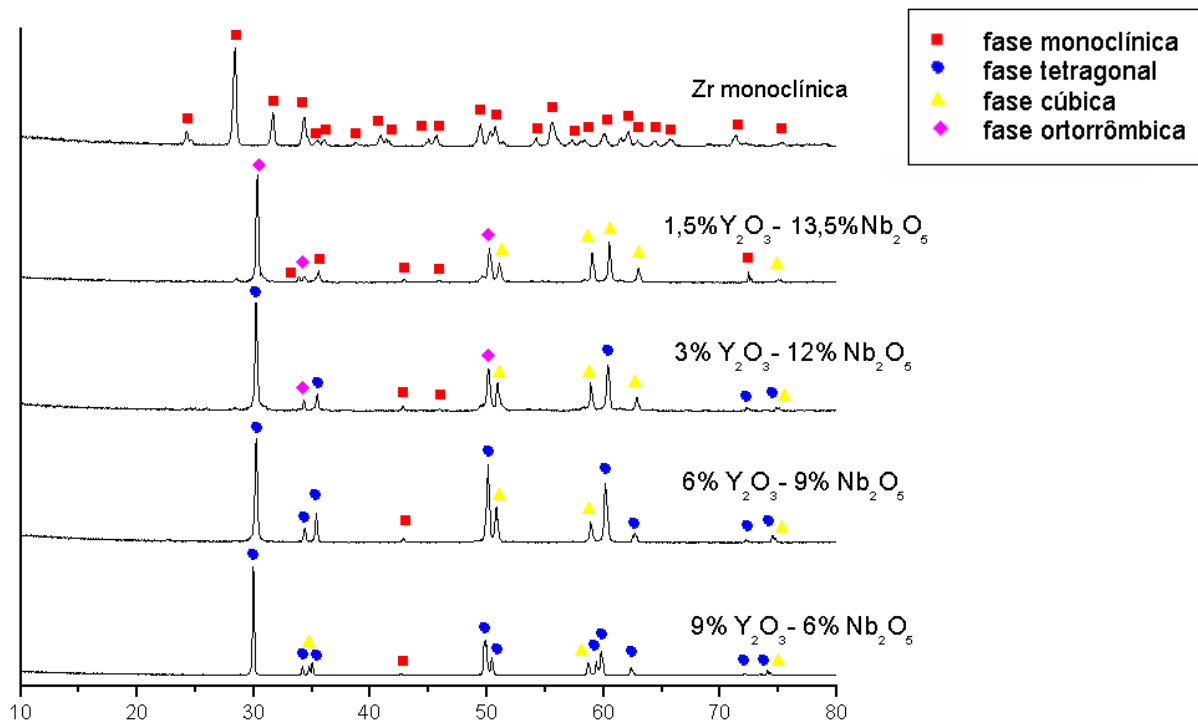 fase monoclínica
fase tetragonal
fase cúbica
fase ortorrômbica
Zr monoclínica
1,5%Y₂O₃- 13,5%Nb₂O₅
3% Y₂O₃- 12% Nb₂O₅
6% Y₂O₃- 9% Nb₂O₅
9% Y₂O₃- 6% Nb₂O₅
10 20 30 40 50 60 70 80